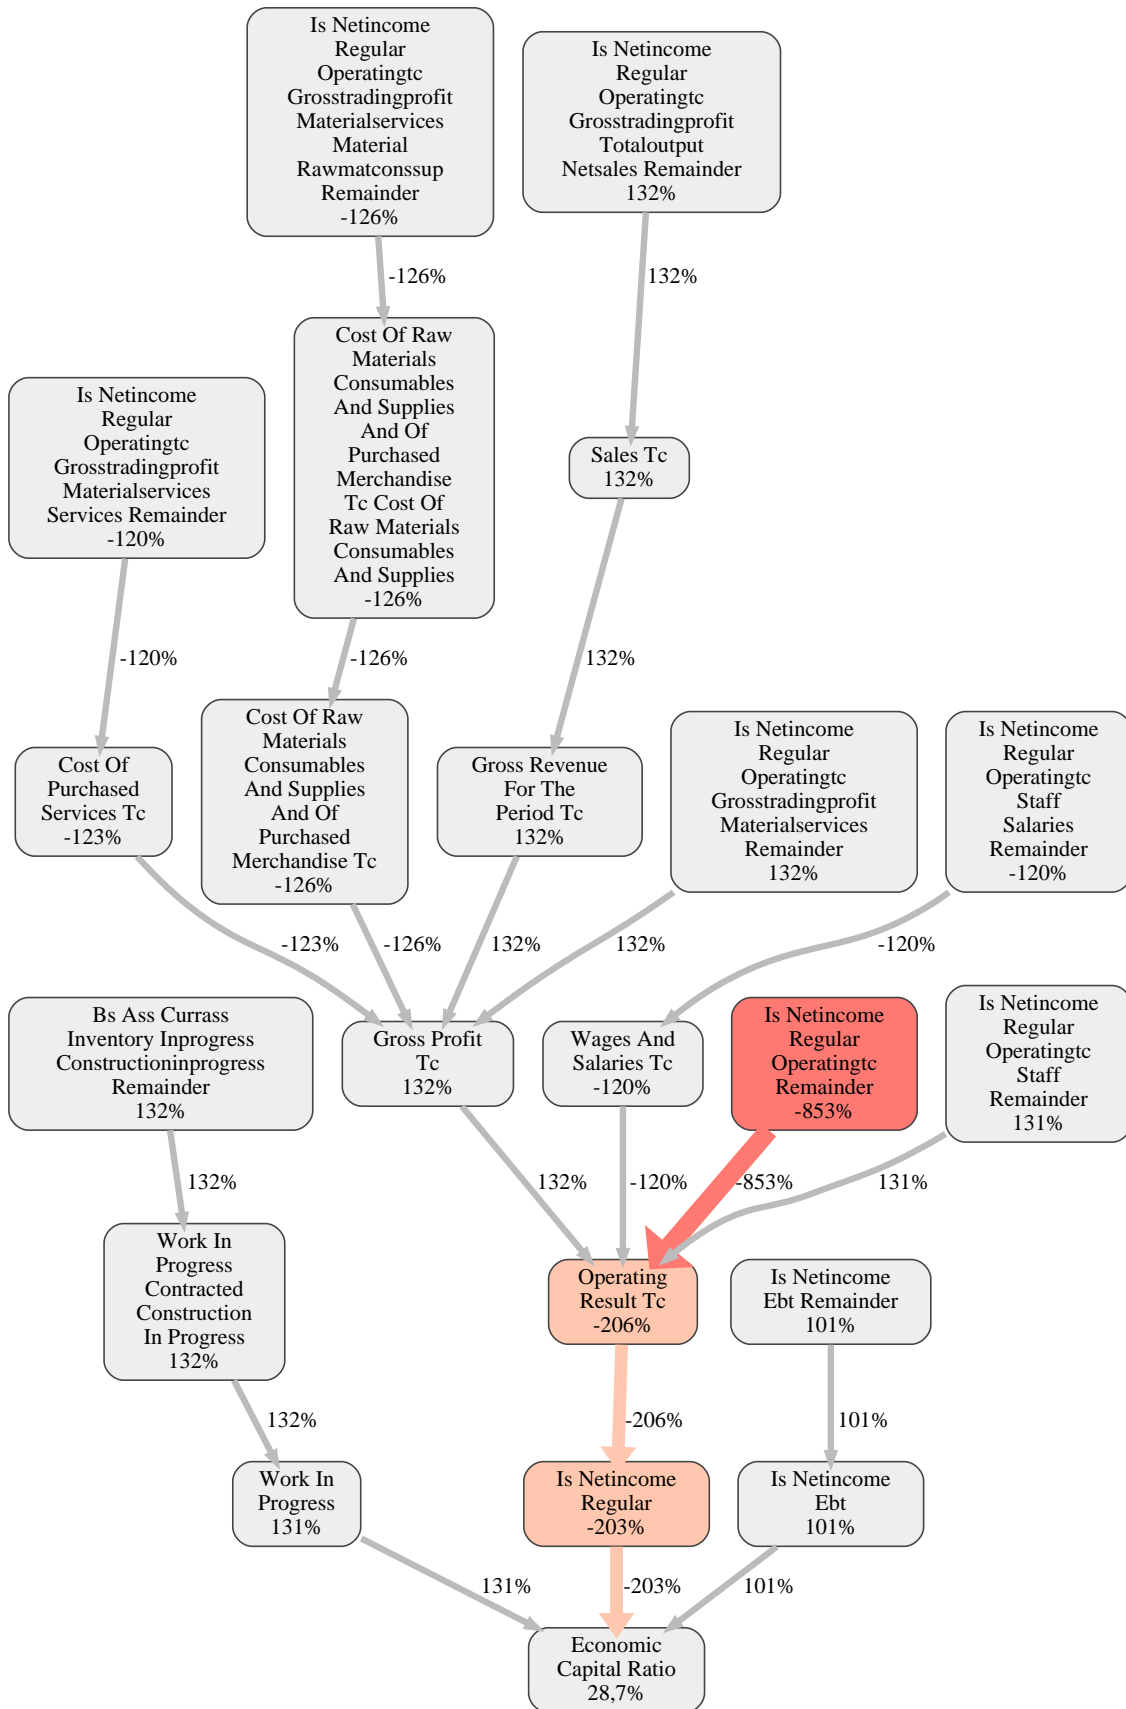 Is Netincome
Regular
Operatingtc
Grosstradingprofit
Materialservices
Material
Rawmatconssup
Remainder
-126%
Is Netincome
Regular
Operatingtc
Grosstradingprofit
Totaloutput
Netsales Remainder
132%
-126%
132%
Is Netincome
Regular
Operatingtc
Grosstradingprofit
Materialservices
Services Remainder
-120%
Cost Of Raw
Materials
Consumables
And Supplies
And Of
Purchased
Merchandise
Tc Cost Of
Raw Materials
Consumables
And Supplies
-126%
Sales Tc
132%
-120%
-126%
132%
Cost Of
Purchased
Services Tc
-123%
Cost Of Raw
Materials
Consumables
And Supplies
And Of
Purchased
Merchandise Tc
-126%
Gross Revenue
For The
Period Tc
132%
Is Netincome
Regular
Operatingtc
Grosstradingprofit
Materialservices
Remainder
132%
Is Netincome
Regular
Operatingtc
Staff
Salaries
Remainder
-120%
-123%
-126%
132%
132%
-120%
Bs Ass Currass
Inventory Inprogress
Constructioninprogress
Remainder
132%
Gross Profit
Tc
132%
Wages And
Salaries Tc
-120%
Is Netincome
Regular
Operatingtc
Remainder
-853%
Is Netincome
Regular
Operatingtc
Staff
Remainder
131%
132%
132%
-120%
-853%
131%
Work In
Progress
Contracted
Construction
In Progress
132%
Operating
Result Tc
-206%
Is Netincome
Ebt Remainder
101%
132%
-206%
101%
Work In
Progress
131%
Is Netincome
Regular
-203%
Is Netincome
Ebt
101%
131%
-203%
101%
Economic
Capital Ratio
28,7%